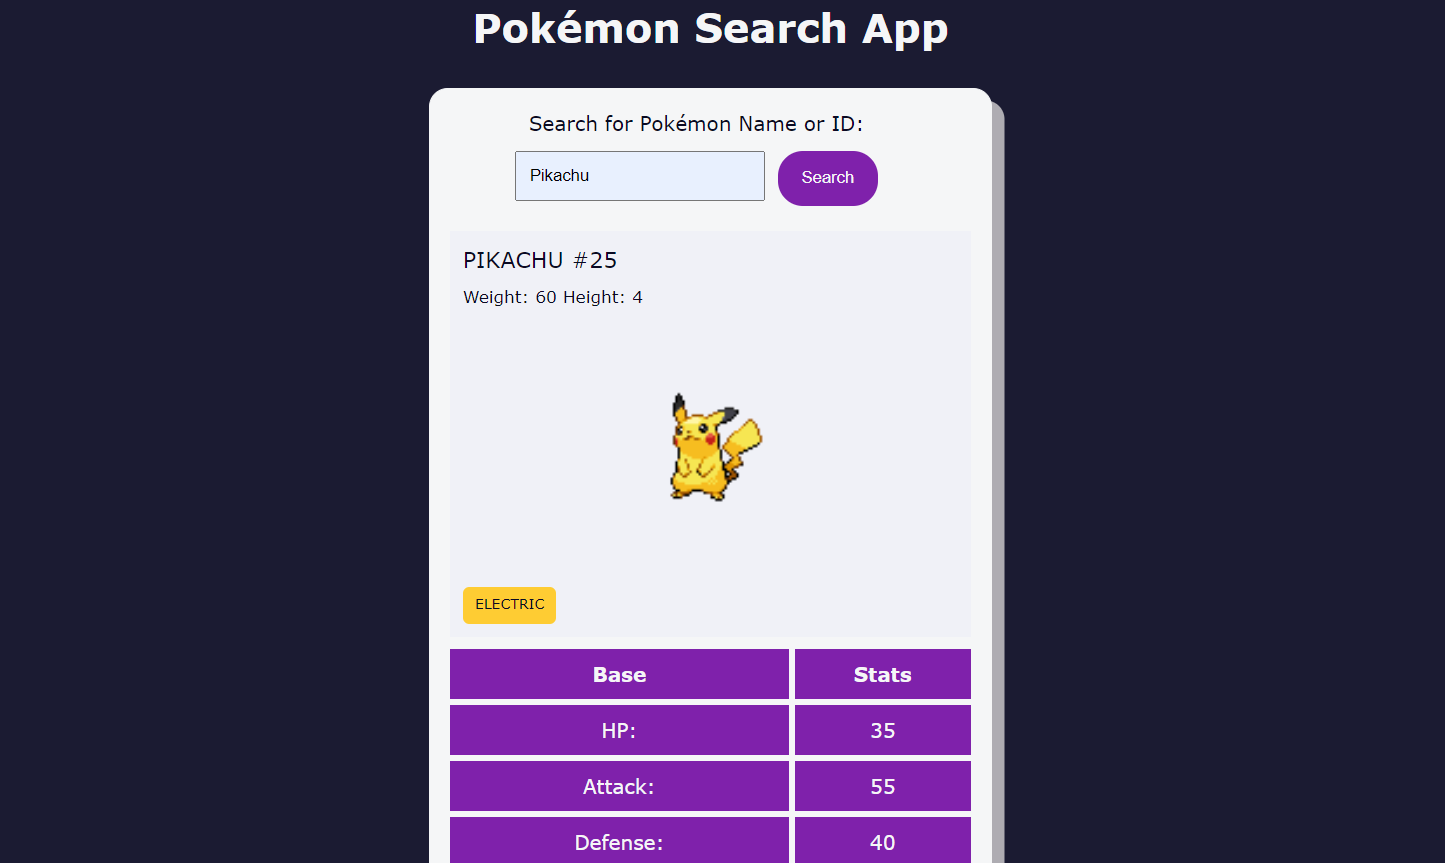 Pokémon Search App
Search for Pokémon Name or ID:
Pikachu
Search
PIKACHU #25
Weight: 60 Height: 4
ELECTRIC
Base Stats
HP: 35
Attack: 55
Defense: 40